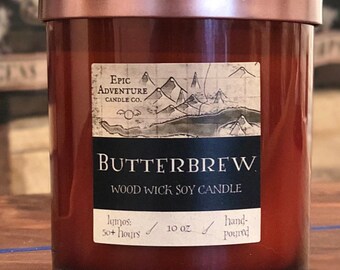 Epic
Adventure
Candle Co.
Butterbrew
Wood Wick Soy Candle
burns:
50+ hours
10 oz
hand-
poured